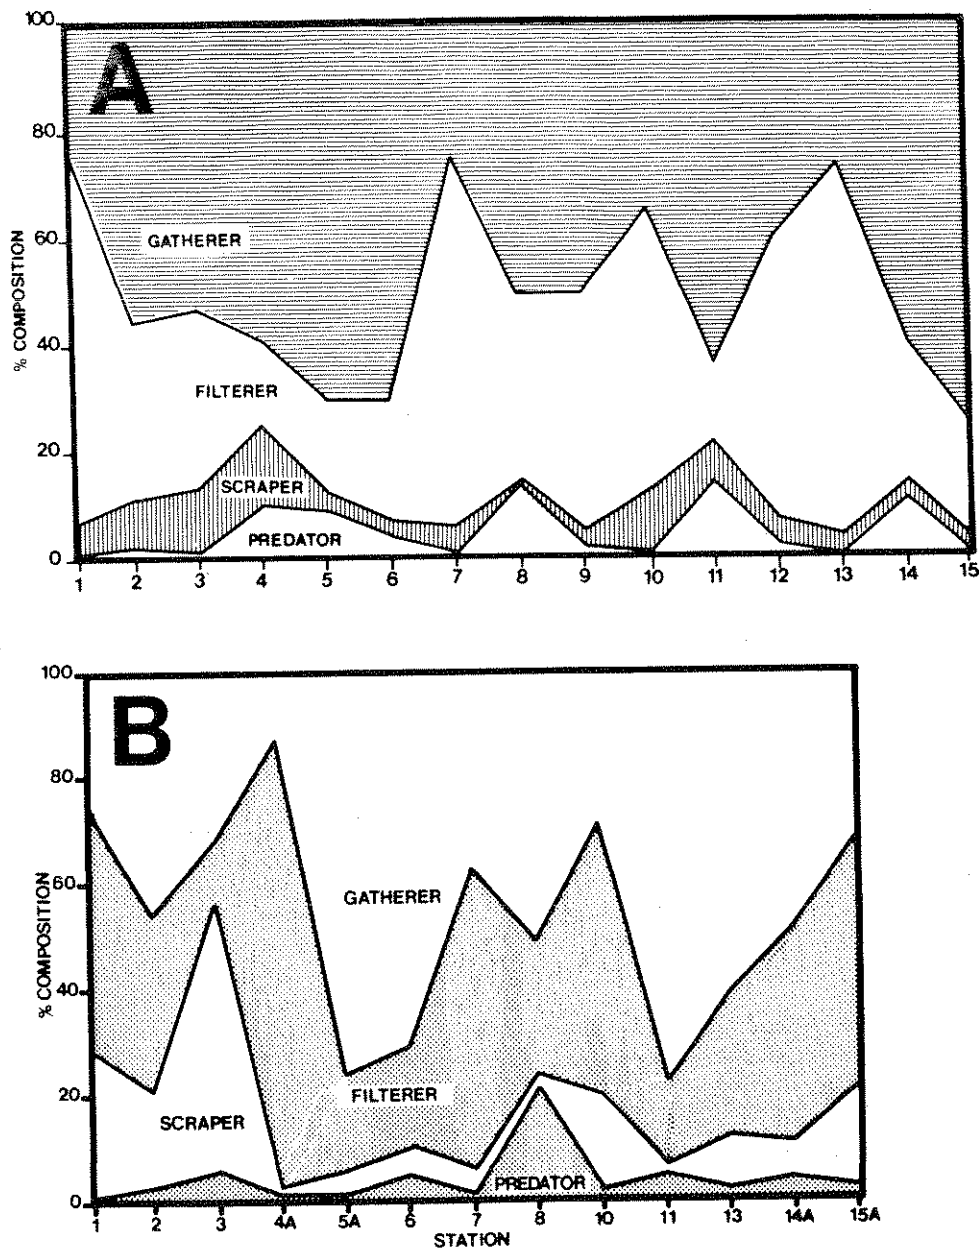 100
A
80
GATHERER
60
% COMPOSITION
40
FILTERER
20
SCRAPER
PREDATOR
0
1 2 3 4 5 6 7 8 9 10 11 12 13 14 15
100
B
80
GATHERER
60
% COMPOSITION
40
FILTERER
20
SCRAPER
PREDATOR
0
1 2 3 4A 5A 6 7 8 10 11 13 14A 15A
STATION